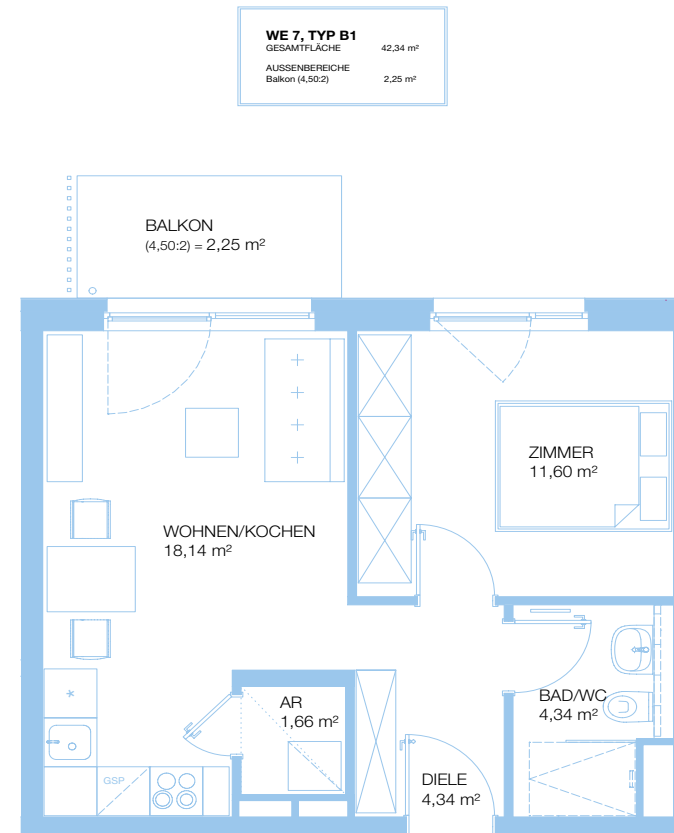 WE 7, TYP B1
GESAMTFLÄCHE 42,34 m²
AUSSENBEREICHE
Balkon (4,50:2) 2,25 m²
BALKON
(4,50:2) = 2,25 m²
ZIMMER
11,60 m²
WOHNEN/KOCHEN
18,14 m²
AR
1,66 m²
BAD/WC
4,34 m²
GSP
DIELE
4,34 m²